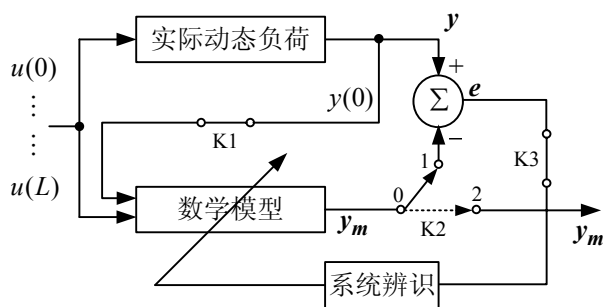 实际动态负荷
y
u(0)
+
y(0)
Σ
e
⋮
⋮
K1
−
1
K3
u(L)
数学模型
0
2
y_m
K2
y_m
系统辨识